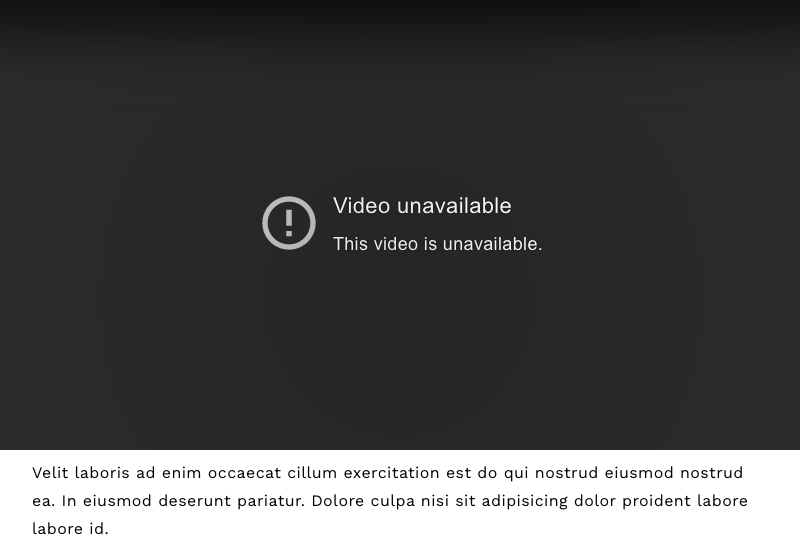 Video unavailable
This video is unavailable.
Velit laboris ad enim occaecat cillum exercitation est do qui nostrud eiusmod nostrud
ea. In eiusmod deserunt pariatur. Dolore culpa nisi sit adipisicing dolor proident labore
labore id.